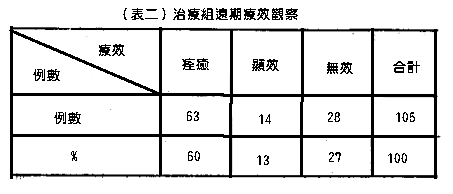 (表二)治療組遠期療效觀察
療效 痊癒 顯效 無效 合計
例數
例數 63 14 28 105
% 60 13 27 100